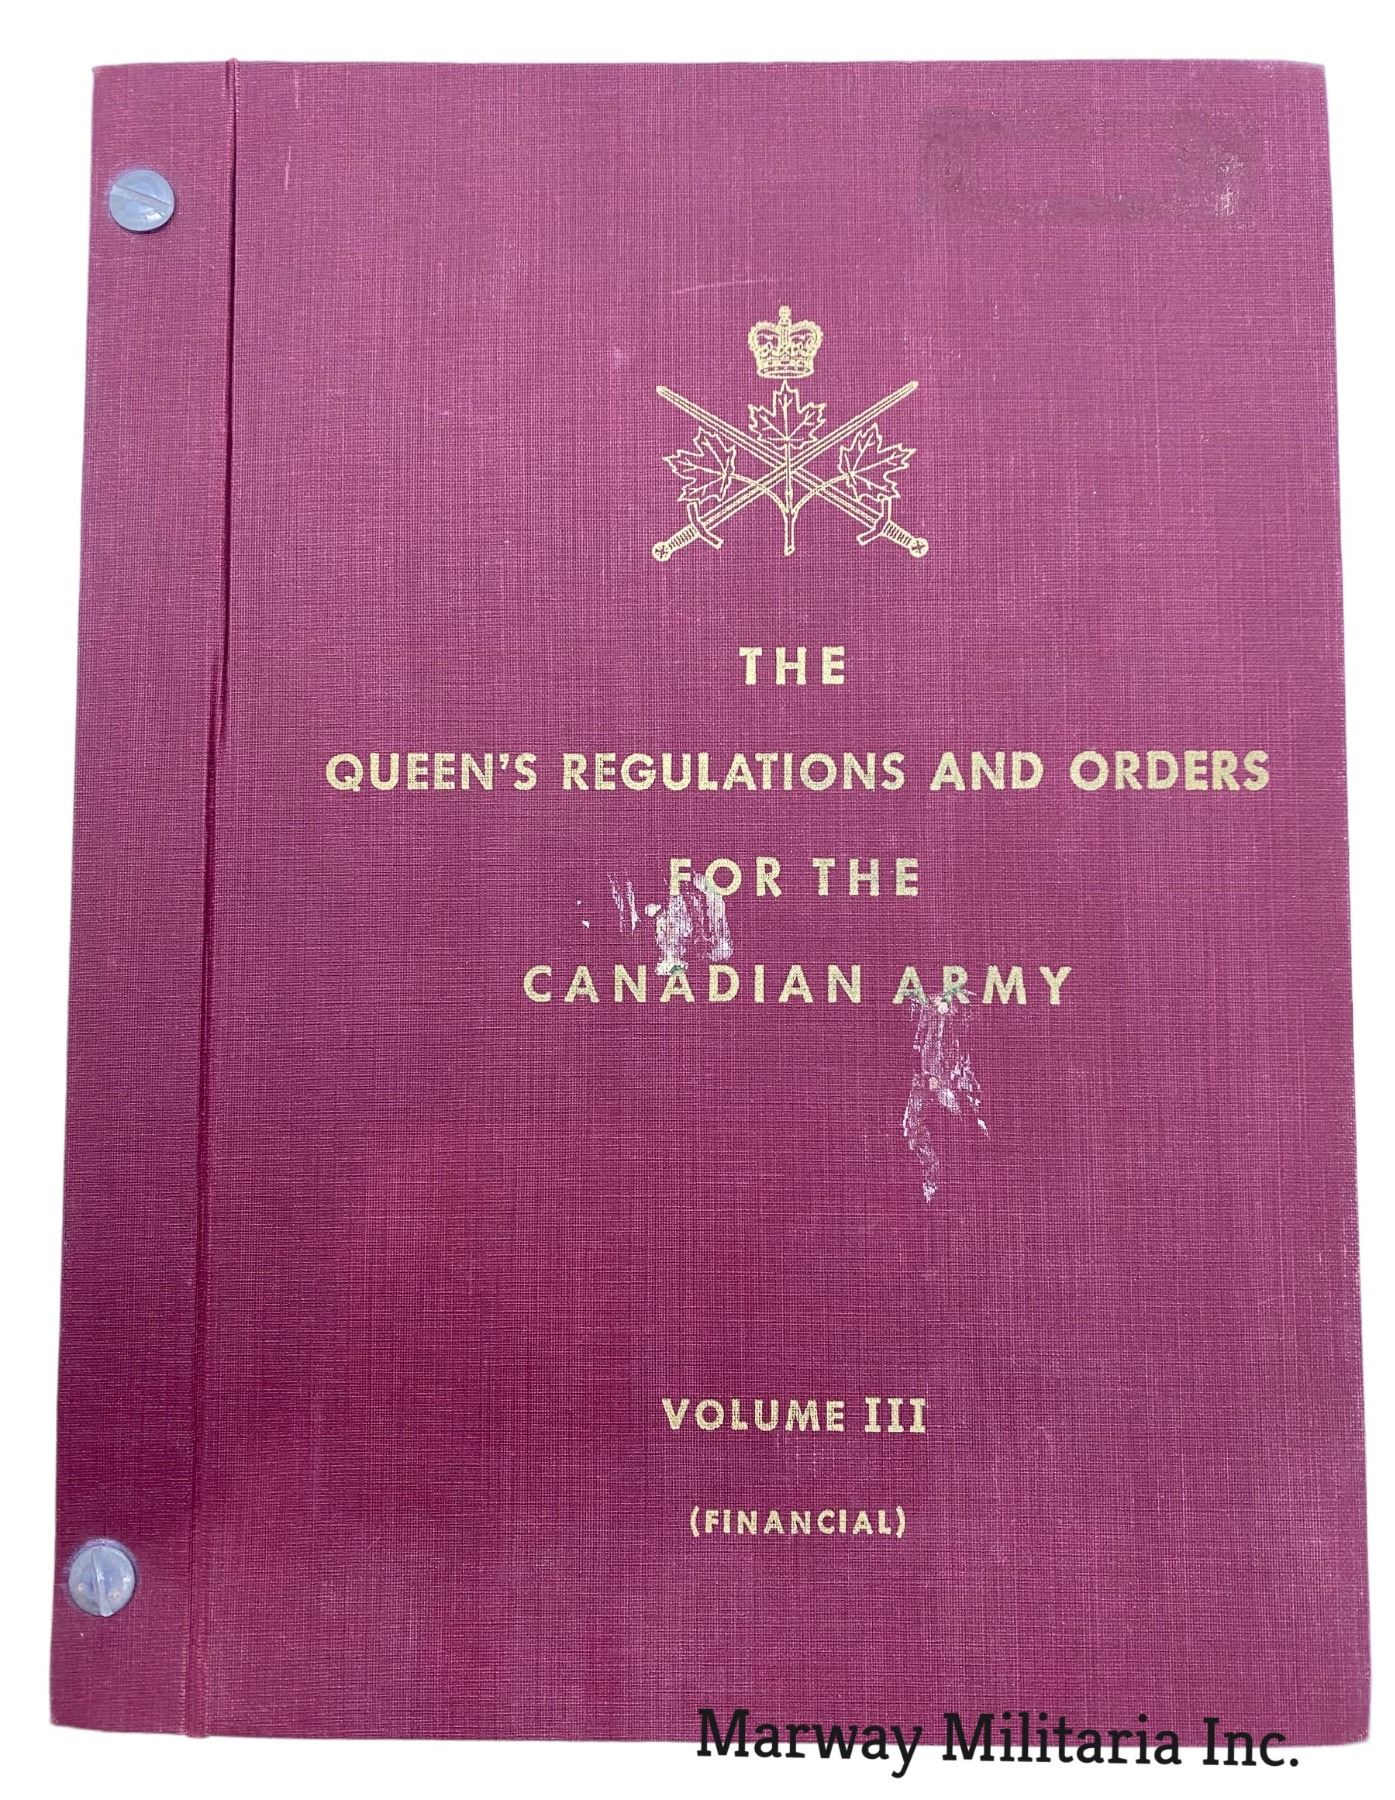 THE
QUEEN'S REGULATIONS AND ORDERS
FOR THE
CANADIAN ARMY
VOLUME III
(FINANCIAL)
Marway Militaria Inc.